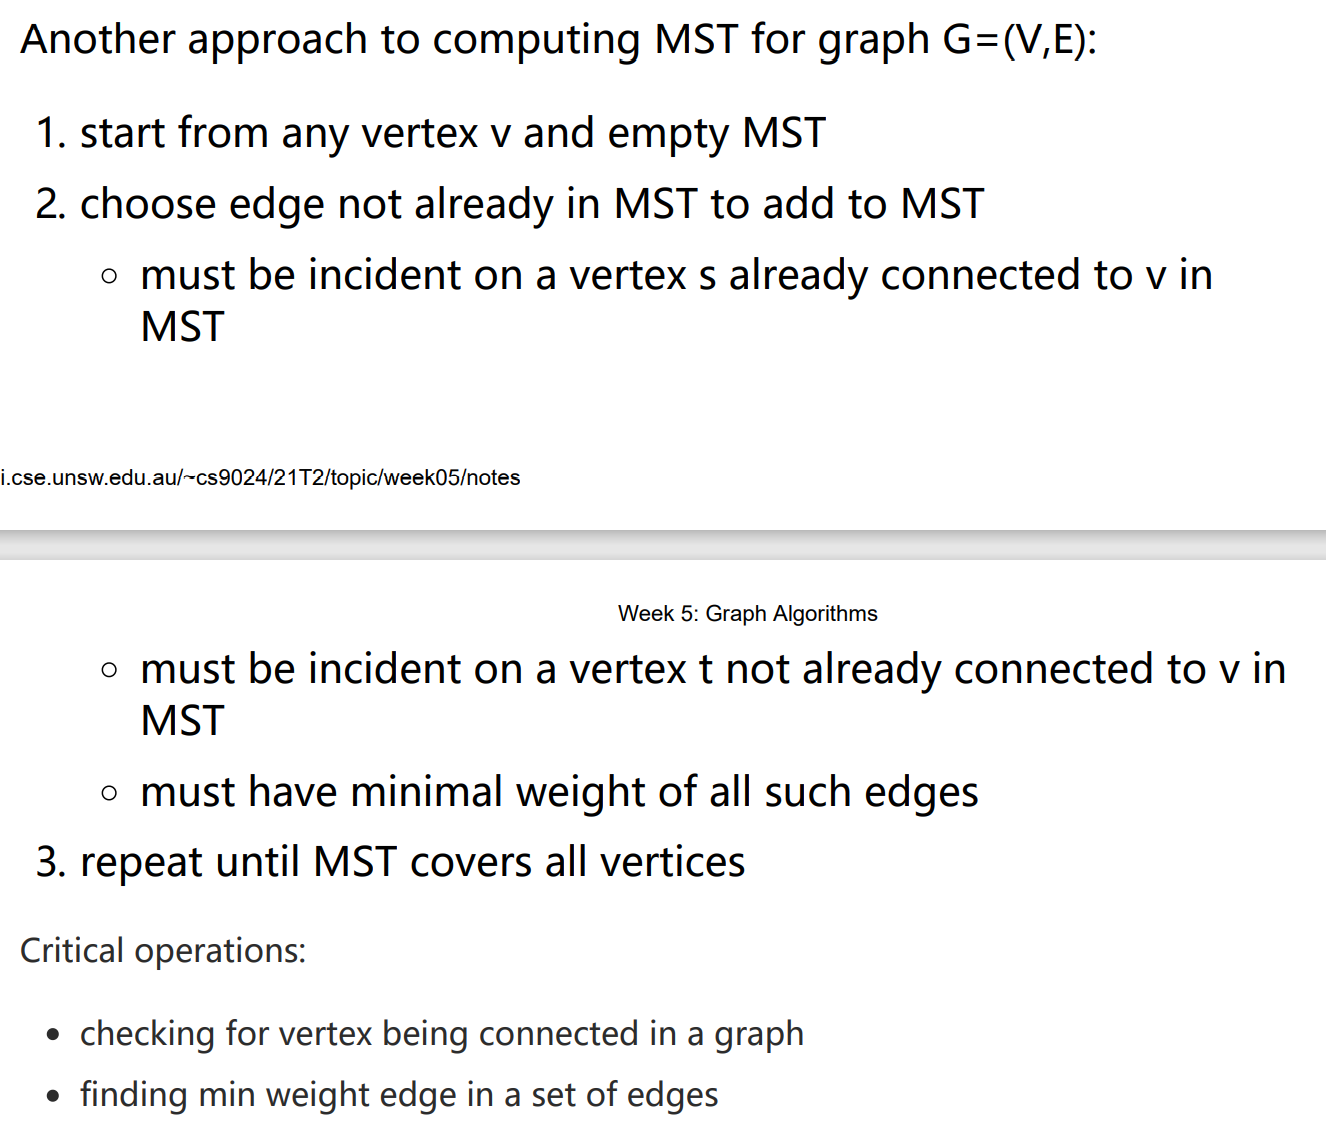 Another approach to computing MST for graph G=(V,E):
1. start from any vertex v and empty MST
2. choose edge not already in MST to add to MST
○ must be incident on a vertex s already connected to v in
MST
i.cse.unsw.edu.au/~cs9024/21T2/topic/week05/notes
Week 5: Graph Algorithms
○ must be incident on a vertex t not already connected to v in
MST
○ must have minimal weight of all such edges
3. repeat until MST covers all vertices
Critical operations:
• checking for vertex being connected in a graph
• finding min weight edge in a set of edges